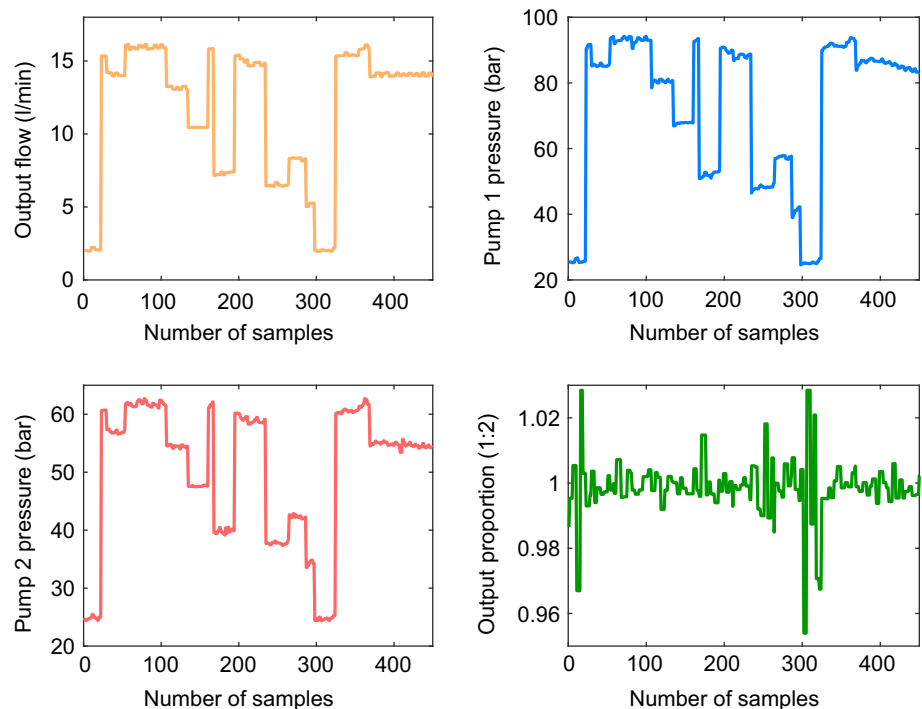 Output flow (l/min)
15
10
5
0
0 100 200 300 400
Number of samples
Pump 1 pressure (bar)
100
80
60
40
20
0 100 200 300 400
Number of samples
Pump 2 pressure (bar)
60
50
40
30
20
0 100 200 300 400
Number of samples
Output proportion (1:2)
1.02
1
0.98
0.96
0 100 200 300 400
Number of samples